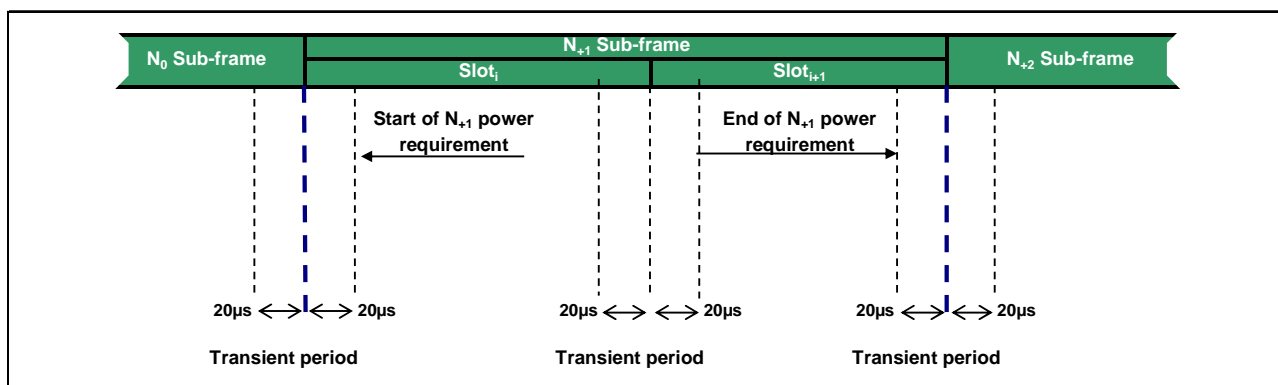 N+1 Sub-frame
N0 Sub-frame
N+2 Sub-frame
Sloti
Sloti+1
Start of N+1 power
requirement
End of N+1 power
requirement
20µs
20µs
20µs
20µs
20µs
20µs
Transient period
Transient period
Transient period